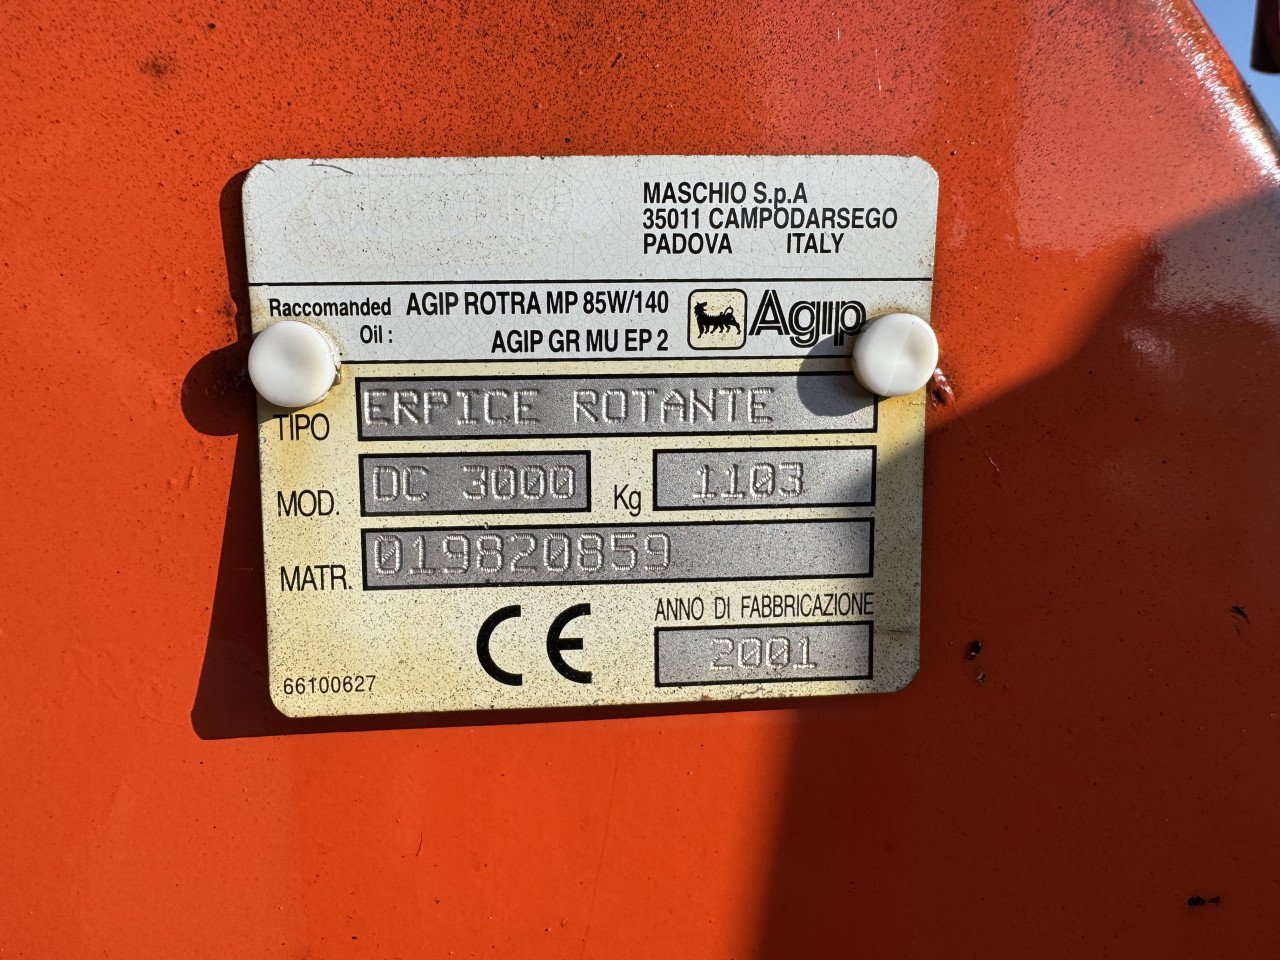 MASCHIO S.p.A
35011 CAMPODARSEGO
PADOVA ITALY
Raccomanded Oil : AGIP ROTRA MP 85W/140
AGIP GR MU EP 2
Agip
TIPO ERPICE ROTANTE
MOD. DC 3000 Kg 1103
MATR. 019820859
CE
ANNO DI FABBRICAZIONE
2001
66100627